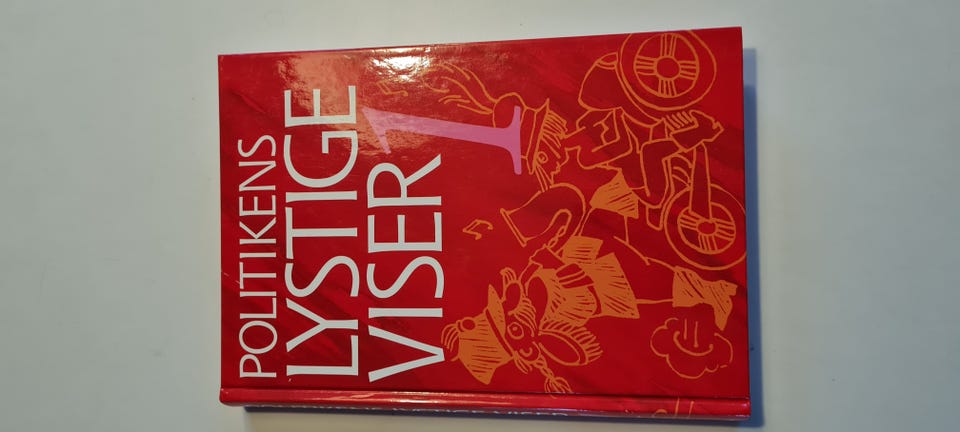 POLITIKENS
LYSTIGE
VISER 1